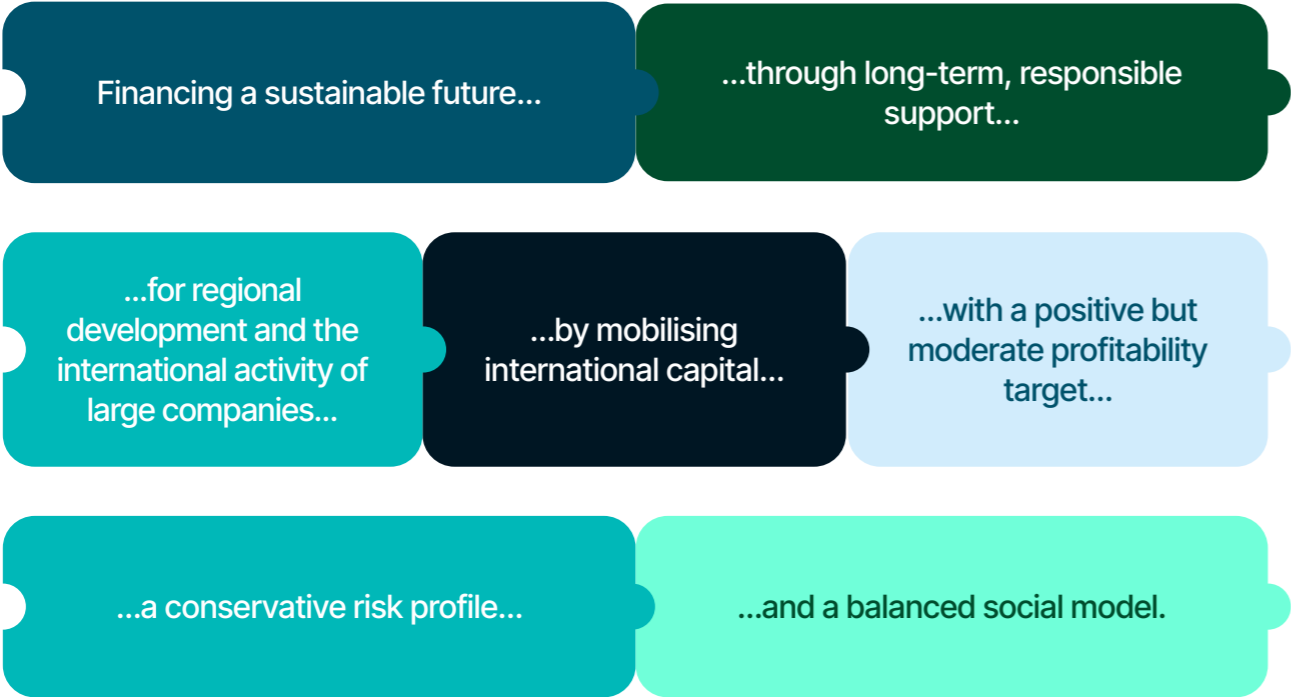 Financing a sustainable future...
...through long-term, responsible
support...
...for regional
development and the
international activity of
large companies...
...by mobilising
international capital...
...with a positive but
moderate profitability
target...
...a conservative risk profile...
...and a balanced social model.